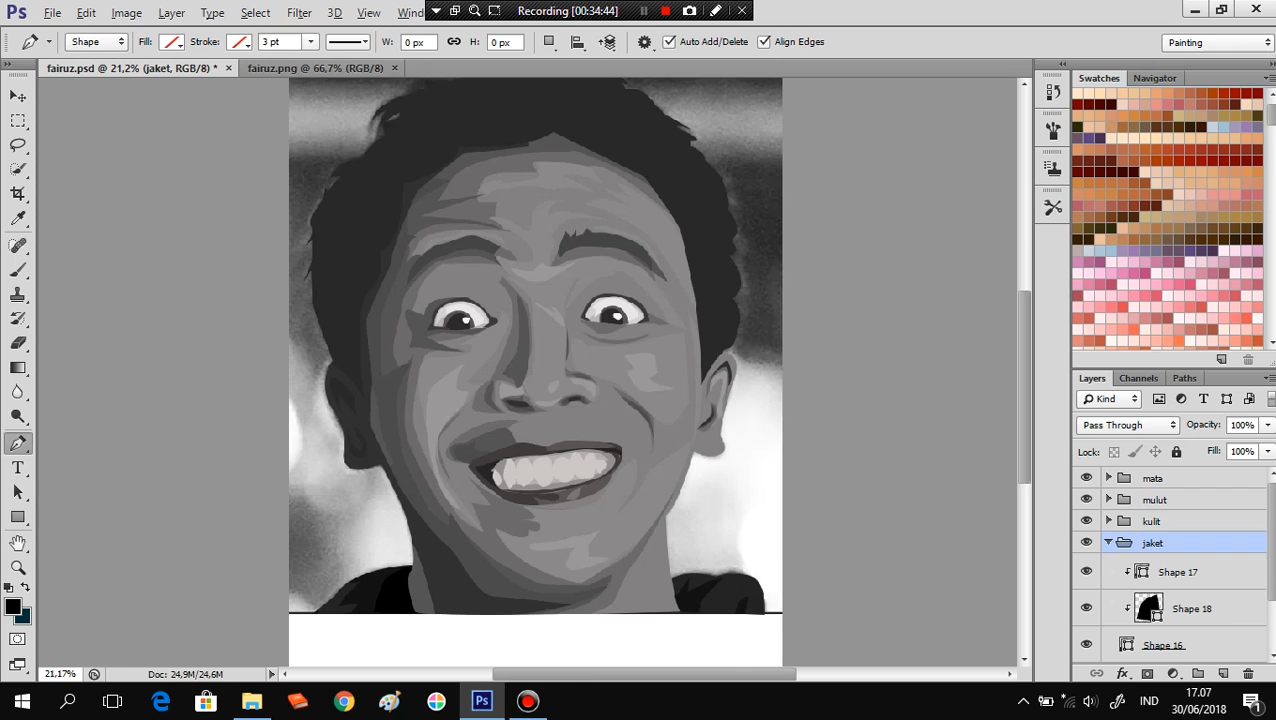 Ps File Edit Image Layer Type Select Filter 3D View Wind
Recording [00:34:44]
Shape Fill: Stroke: 3 pt W: 0 px H: 0 px Auto Add/Delete Align Edges Painting
fairuz.psd @ 21,2% (jaket, RGB/8) * × fairuz.png @ 66,7% (RGB/8) ×
Swatches Navigator
Layers Channels Paths
Kind
Pass Through Opacity: 100%
Lock: Fill: 100%
mata
mulut
kulit
jaket
Shape 17
Shape 18
Shape 16
21,17% Doc: 24,9M/24,6M
fx
Ps IND 17.07
30/06/2018 1